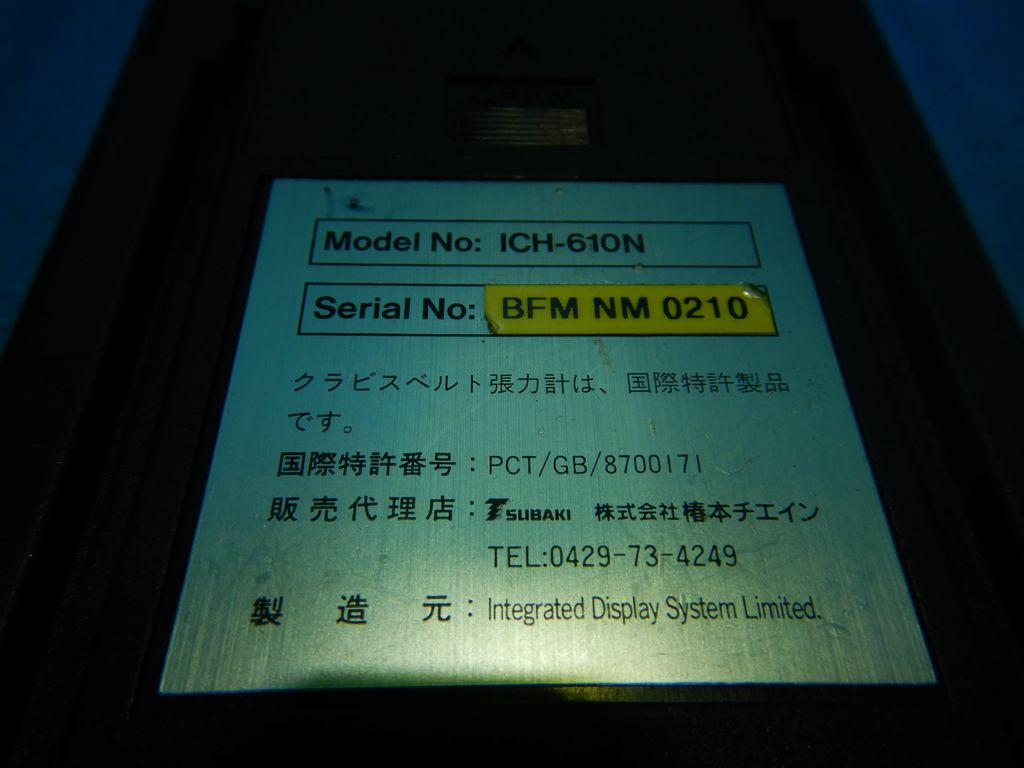 OPEN
Model No: ICH-610N
Serial No: BFM NM 0210
クラビスベルト張力計は、国際特許製品
です。
国際特許番号：PCT/GB/8700171
販売代理店：TSUBAKI 株式会社椿本チエイン
TEL:0429-73-4249
製造元：Integrated Display System Limited.